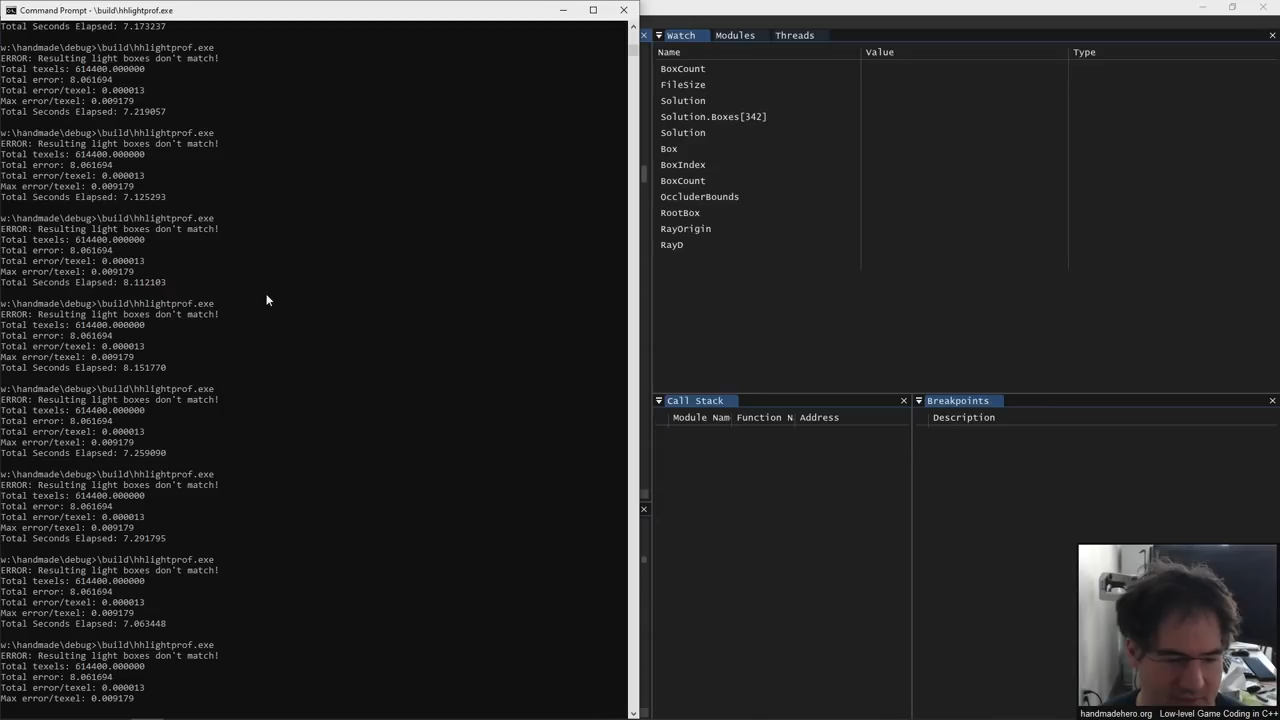 Command Prompt - \build\hhlightprof.exe
Total Seconds Elapsed: 7.173237
w:\handmade\debug>\build\hhlightprof.exe
ERROR: Resulting light boxes don't match!
Total texels: 614400.000000
Total error: 8.061694
Total error/texel: 0.000013
Max error/texel: 0.009179
Total Seconds Elapsed: 7.219057
w:\handmade\debug>\build\hhlightprof.exe
ERROR: Resulting light boxes don't match!
Total texels: 614400.000000
Total error: 8.061694
Total error/texel: 0.000013
Max error/texel: 0.009179
Total Seconds Elapsed: 7.125293
w:\handmade\debug>\build\hhlightprof.exe
ERROR: Resulting light boxes don't match!
Total texels: 614400.000000
Total error: 8.061694
Total error/texel: 0.000013
Max error/texel: 0.009179
Total Seconds Elapsed: 8.112103
w:\handmade\debug>\build\hhlightprof.exe
ERROR: Resulting light boxes don't match!
Total texels: 614400.000000
Total error: 8.061694
Total error/texel: 0.000013
Max error/texel: 0.009179
Total Seconds Elapsed: 8.151770
w:\handmade\debug>\build\hhlightprof.exe
ERROR: Resulting light boxes don't match!
Total texels: 614400.000000
Total error: 8.061694
Total error/texel: 0.000013
Max error/texel: 0.009179
Total Seconds Elapsed: 7.259090
w:\handmade\debug>\build\hhlightprof.exe
ERROR: Resulting light boxes don't match!
Total texels: 614400.000000
Total error: 8.061694
Total error/texel: 0.000013
Max error/texel: 0.009179
Total Seconds Elapsed: 7.291795
w:\handmade\debug>\build\hhlightprof.exe
ERROR: Resulting light boxes don't match!
Total texels: 614400.000000
Total error: 8.061694
Total error/texel: 0.000013
Max error/texel: 0.009179
Total Seconds Elapsed: 7.063448
w:\handmade\debug>\build\hhlightprof.exe
ERROR: Resulting light boxes don't match!
Total texels: 614400.000000
Total error: 8.061694
Total error/texel: 0.000013
Max error/texel: 0.009179
Watch Modules Threads
Name Value Type
BoxCount
FileSize
Solution
Solution.Boxes[342]
Solution
Box
BoxIndex
BoxCount
OccluderBounds
RootBox
RayOrigin
RayD
Call Stack
Module Nam Function N Address
Breakpoints
Description
handmadehero.org Low-level Game Coding in C++